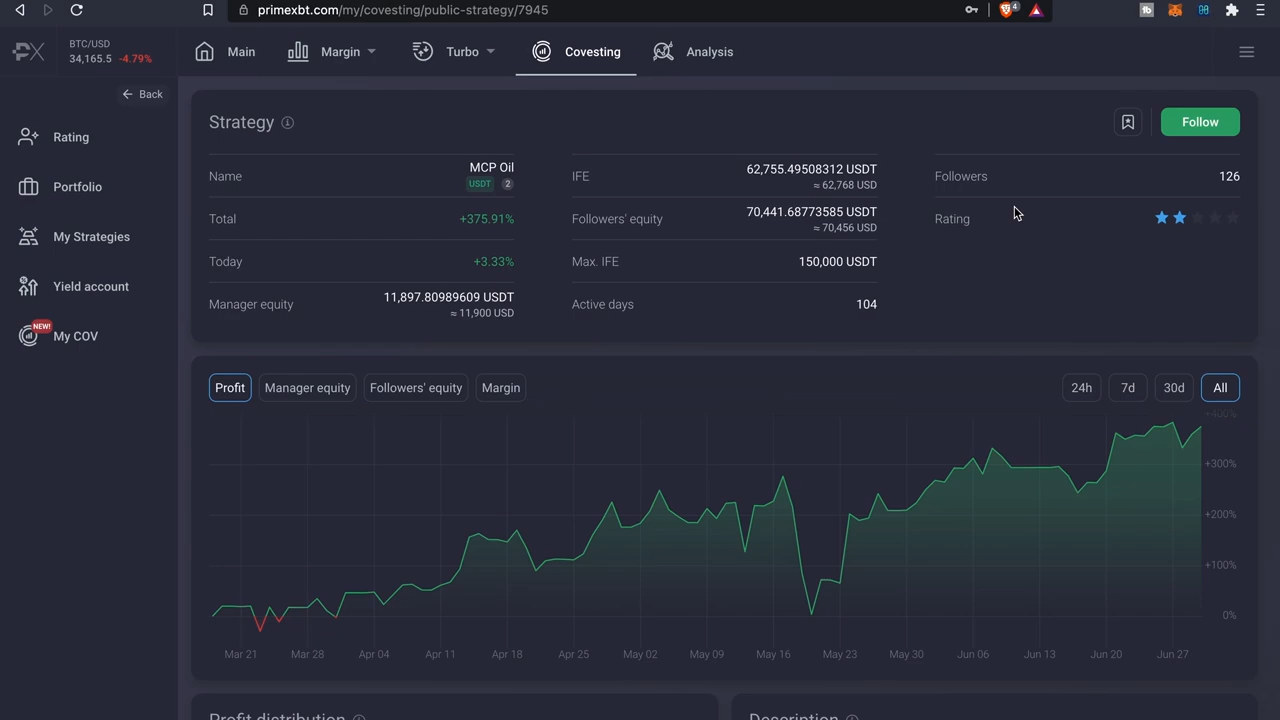 primexbt.com/my/covesting/public-strategy/7945
4
BTC/USD
34,165.5 -4.79%
Main
Margin
Turbo
Covesting
Analysis
Back
Rating
Portfolio
My Strategies
Yield account
NEW!
My COV
Strategy
Follow
Name
MCP Oil
USDT 2
Total
+375.91%
Today
+3.33%
Manager equity
11,897.80989609 USDT
≈ 11,900 USD
IFE
62,755.49508312 USDT
≈ 62,768 USD
Followers' equity
70,441.68773585 USDT
≈ 70,456 USD
Max. IFE
150,000 USDT
Active days
104
Followers
126
Rating
Profit
Manager equity
Followers' equity
Margin
24h
7d
30d
All
+400%
+300%
+200%
+100%
0%
Mar 21
Mar 28
Apr 04
Apr 11
Apr 18
Apr 25
May 02
May 09
May 16
May 23
May 30
Jun 06
Jun 13
Jun 20
Jun 27
Profit distribution
Description